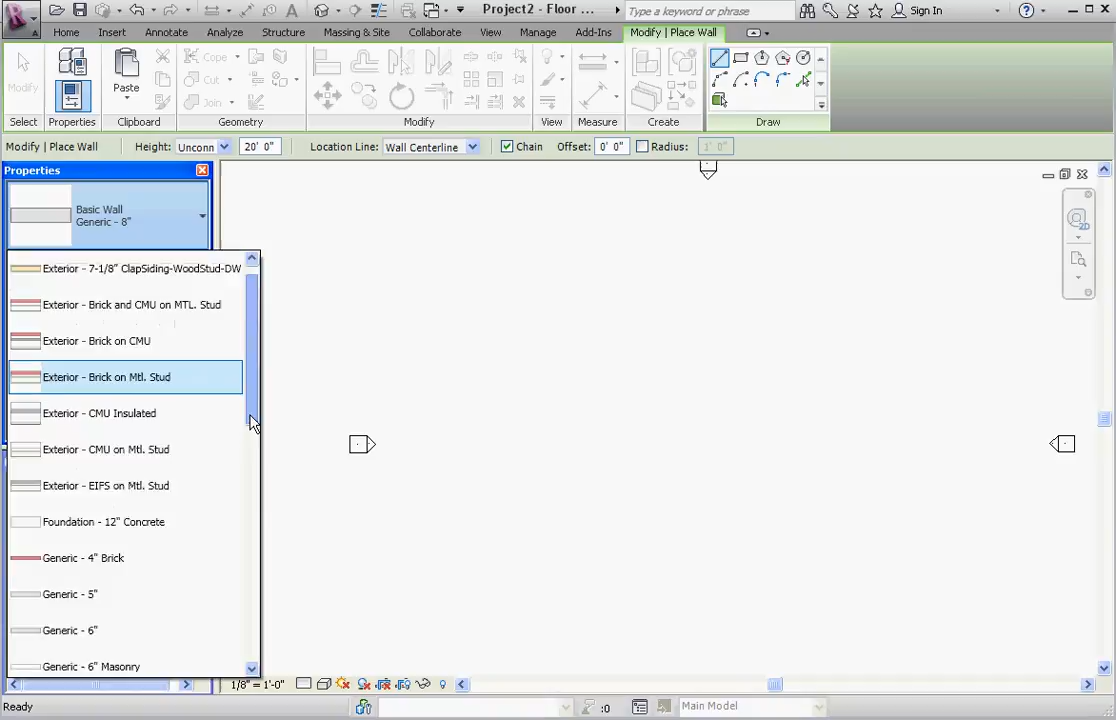 Project2 - Floor ...
Type a keyword or phrase
Sign In
Home
Insert
Annotate
Analyze
Structure
Massing & Site
Collaborate
View
Manage
Add-Ins
Modify | Place Wall
Modify
Paste
Cope
Cut
Join
Select
Properties
Clipboard
Geometry
Modify
View
Measure
Create
Draw
Modify | Place Wall
Height:
Unconn
20' 0"
Location Line:
Wall Centerline
Chain
Offset:
0' 0"
Radius:
1' 0"
Properties
Basic Wall
Generic - 8"
2D
Exterior - 7-1/8" ClapSiding-WoodStud-DW
Exterior - Brick and CMU on MTL. Stud
Exterior - Brick on CMU
Exterior - Brick on Mtl. Stud
Exterior - CMU Insulated
Exterior - CMU on Mtl. Stud
Exterior - EIFS on Mtl. Stud
Foundation - 12" Concrete
Generic - 4" Brick
Generic - 5"
Generic - 6"
Generic - 6" Masonry
1/8" = 1'-0"
Ready
:0
Main Model